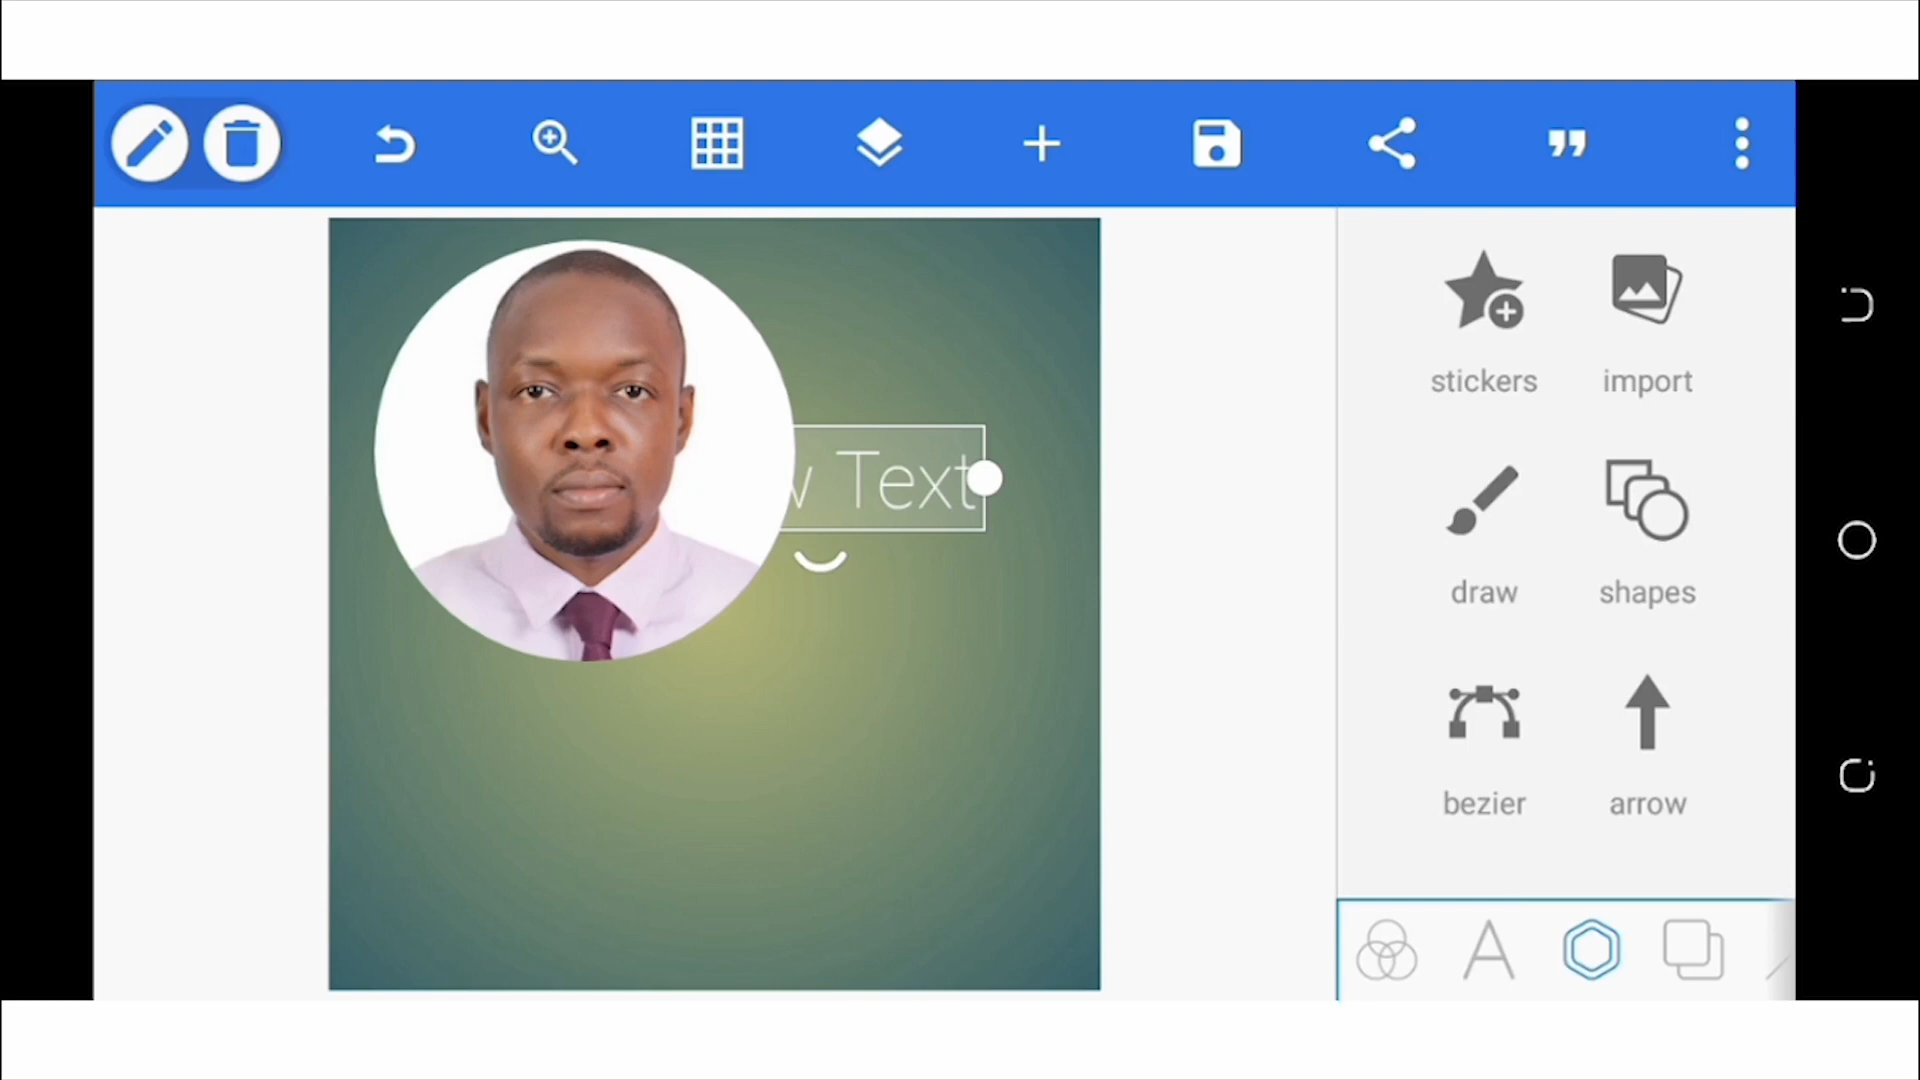 Text
stickers import
draw shapes
bezier arrow